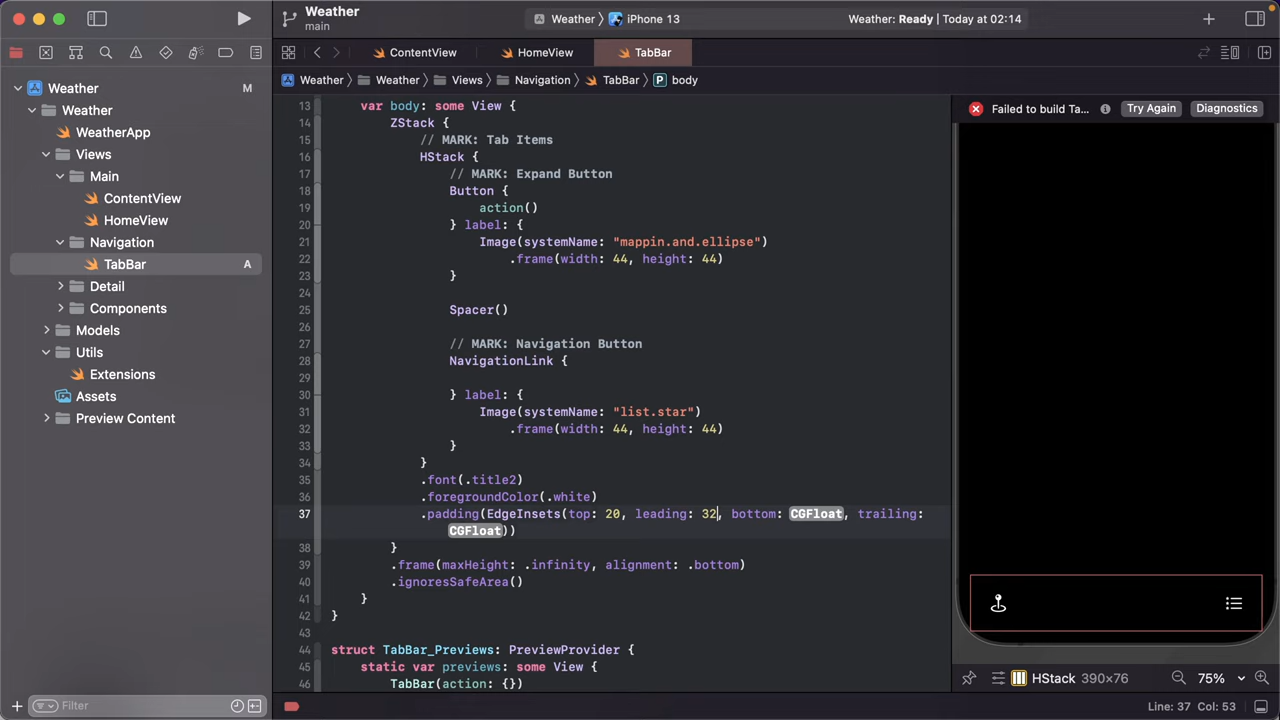 Weather
main
Weather 〉 iPhone 13
Weather: Ready | Today at 02:14
ContentView
HomeView
TabBar
Weather 〉 Weather 〉 Views 〉 Navigation 〉 TabBar 〉 P body
Weather M
Weather
WeatherApp
Views
Main
ContentView
HomeView
Navigation
TabBar A
Detail
Components
Models
Utils
Extensions
Assets
Preview Content
Filter
13 var body: some View {
14 ZStack {
15 // MARK: Tab Items
16 HStack {
17 // MARK: Expand Button
18 Button {
19 action()
20 } label: {
21 Image(systemName: "mappin.and.ellipse")
22 .frame(width: 44, height: 44)
23 }
24
25 Spacer()
26
27 // MARK: Navigation Button
28 NavigationLink {
29
30 } label: {
31 Image(systemName: "list.star")
32 .frame(width: 44, height: 44)
33 }
34 }
35 .font(.title2)
36 .foregroundColor(.white)
37 .padding(EdgeInsets(top: 20, leading: 32, bottom: CGFloat, trailing:
CGFloat))
38 }
39 .frame(maxHeight: .infinity, alignment: .bottom)
40 .ignoresSafeArea()
41 }
42 }
43
44 struct TabBar_Previews: PreviewProvider {
45 static var previews: some View {
46 TabBar(action: {})
Failed to build Ta...
Try Again
Diagnostics
HStack 390×76
75%
Line: 37 Col: 53